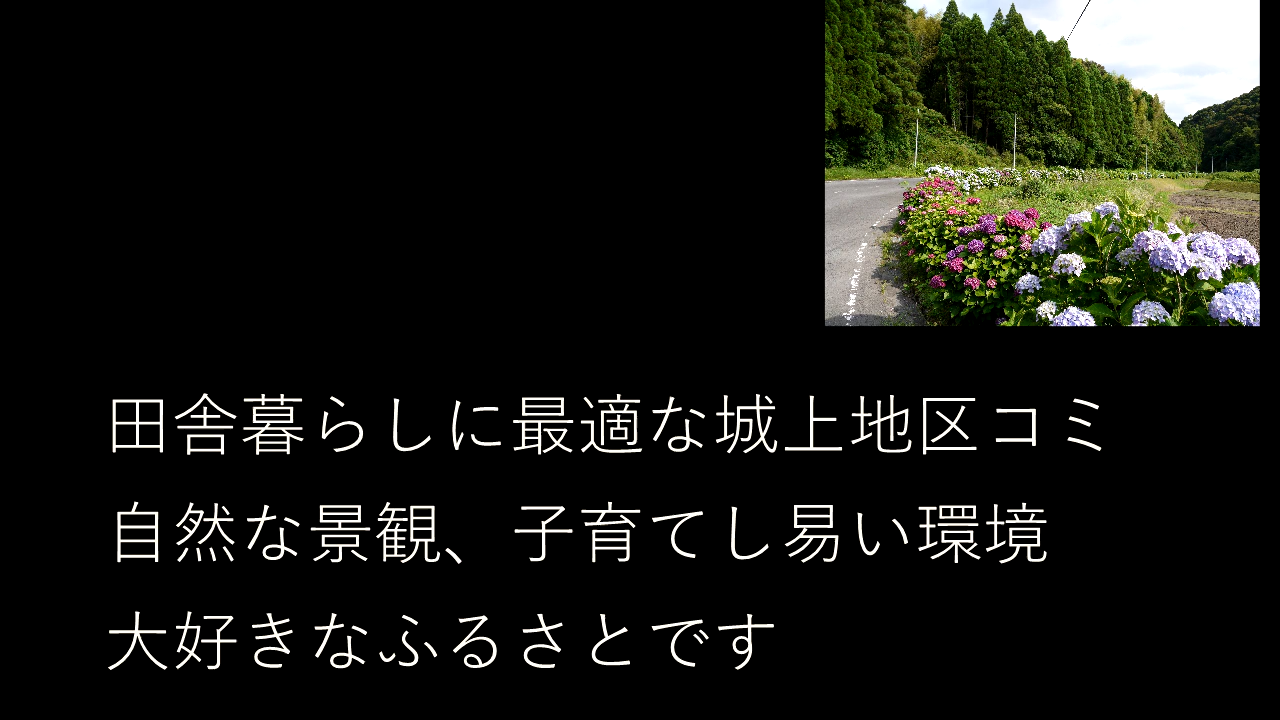 田舎暮らしに最適な城上地区コミ
自然な景観、子育てし易い環境
大好きなふるさとです